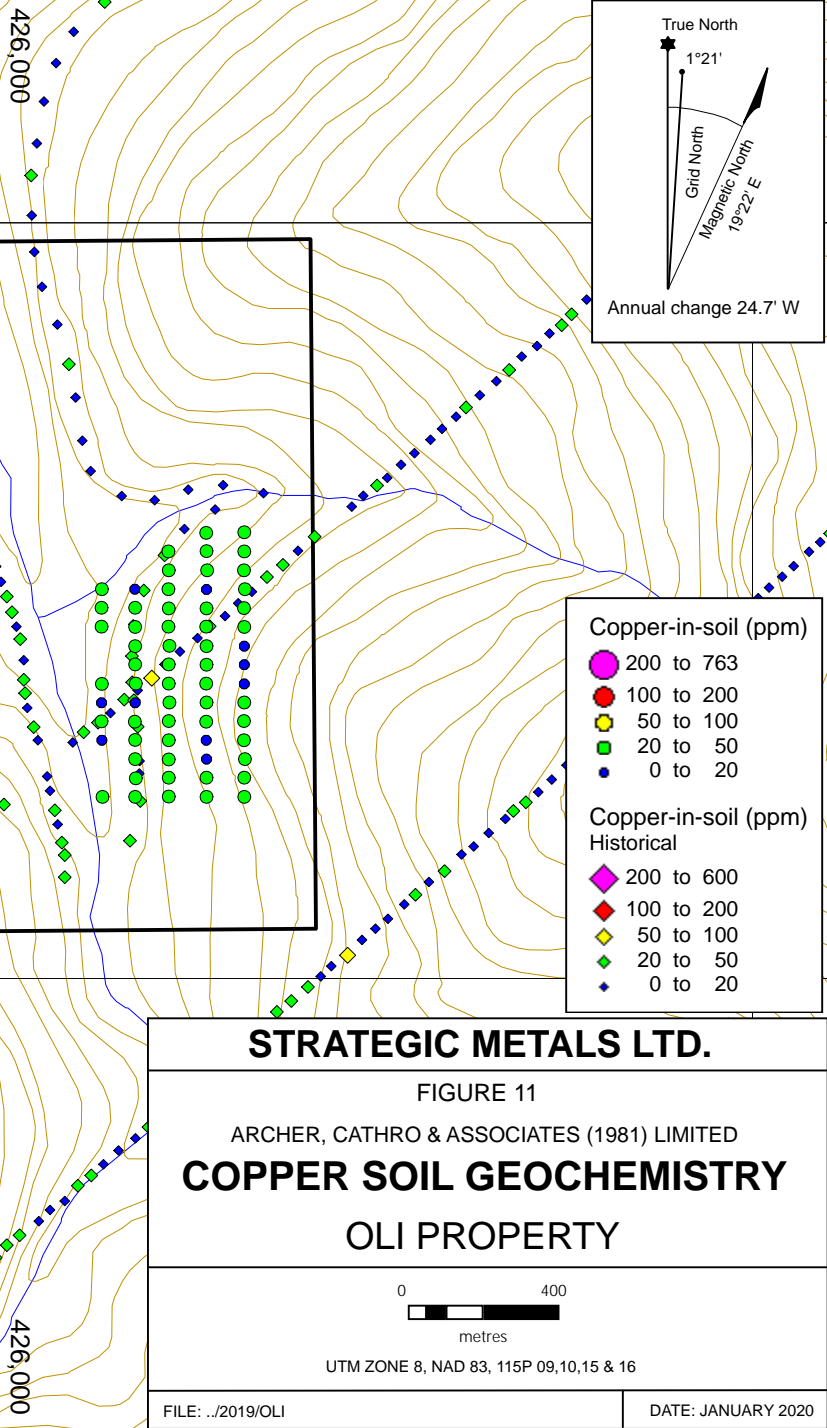 426,000
True North
1°21'
Grid North
Magnetic North
19°22' E
Annual change 24.7' W
Copper-in-soil (ppm)
200 to 763
100 to 200
50 to 100
20 to 50
0 to 20
Copper-in-soil (ppm)
Historical
200 to 600
100 to 200
50 to 100
20 to 50
0 to 20
STRATEGIC METALS LTD.
FIGURE 11
ARCHER, CATHRO & ASSOCIATES (1981) LIMITED
COPPER SOIL GEOCHEMISTRY
OLI PROPERTY
0 400
metres
UTM ZONE 8, NAD 83, 115P 09,10,15 & 16
426,000
FILE: ../2019/OLI
DATE: JANUARY 2020